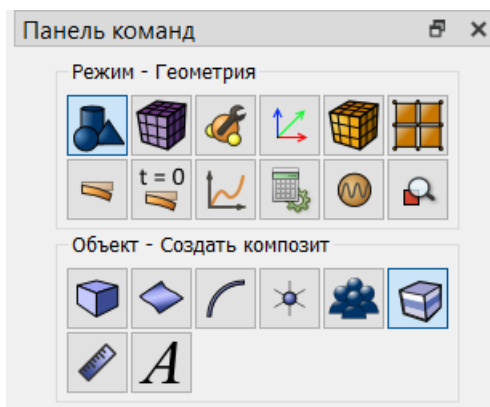 Панель команд
Режим - Геометрия
t = 0
Объект - Создать композит
A